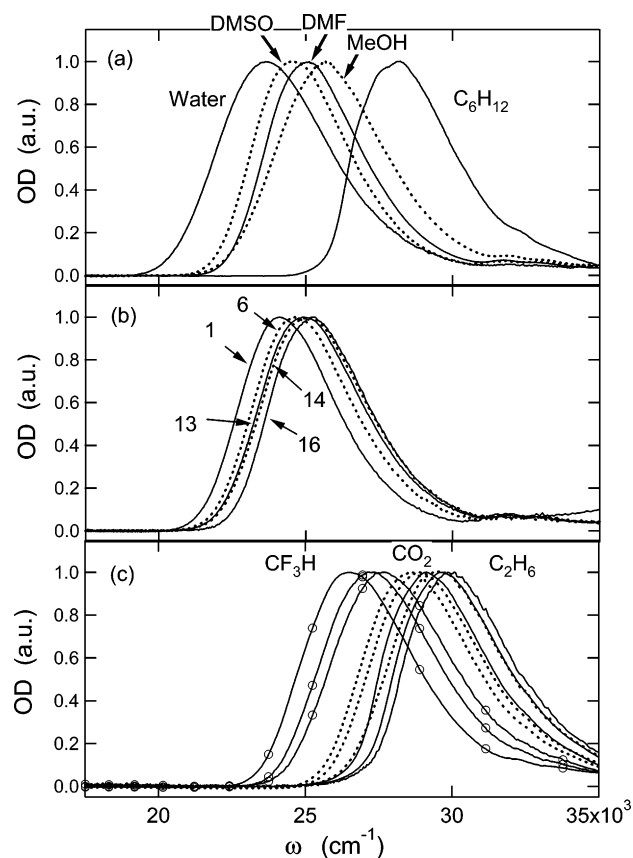 DMSO DMF
(a) MeOH
Water C₆H₁₂
OD (a.u.)
1.0
0.8
0.6
0.4
0.2
0.0
(b) 6
1
14
13
16
OD (a.u.)
1.0
0.8
0.6
0.4
0.2
0.0
(c) CF₃H CO₂ C₂H₆
OD (a.u.)
1.0
0.8
0.6
0.4
0.2
0.0
20 25 30 35x10³
ω (cm⁻¹)